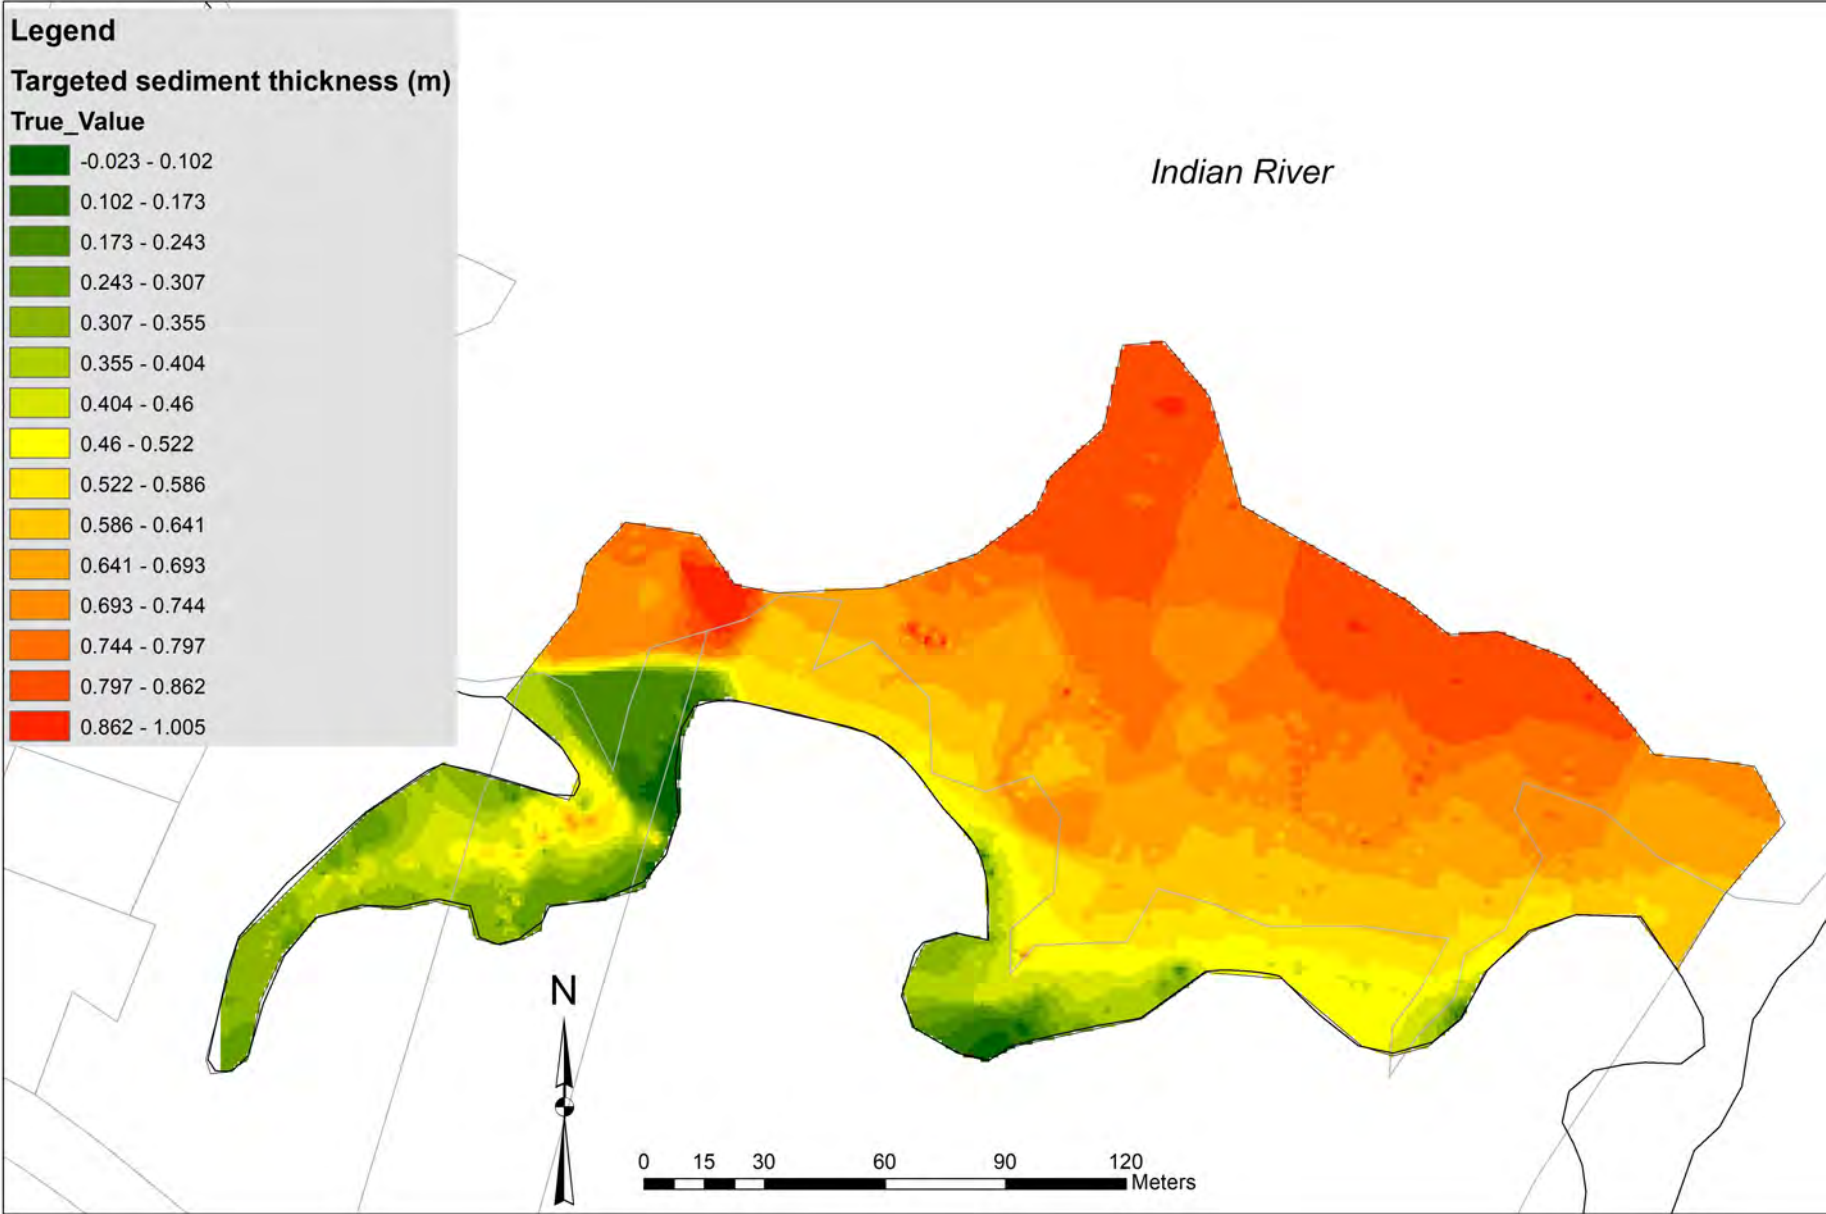 Legend
Targeted sediment thickness (m)
True_Value
-0.023 - 0.102
0.102 - 0.173
0.173 - 0.243
0.243 - 0.307
0.307 - 0.355
0.355 - 0.404
0.404 - 0.46
0.46 - 0.522
0.522 - 0.586
0.586 - 0.641
0.641 - 0.693
0.693 - 0.744
0.744 - 0.797
0.797 - 0.862
0.862 - 1.005
Indian River
N
0 15 30 60 90 120
Meters